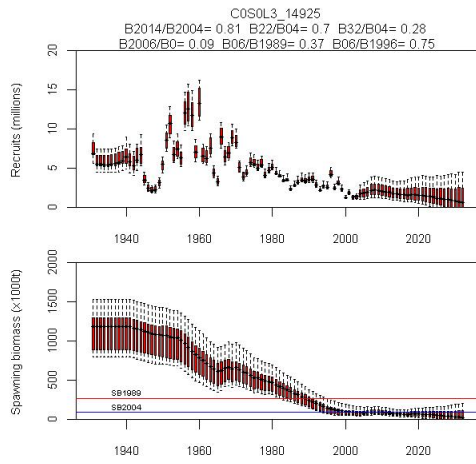 C0S0L3_14925
B2014/B2004= 0.81 B22/B04= 0.7 B32/B04= 0.28
B2006/B0= 0.09 B06/B1989= 0.37 B06/B1996= 0.75
Recruits (millions)
20
15
10
5
0
1940 1960 1980 2000 2020
Spawning biomass (x1000t)
2000
1500
1000
500
0
SB1989
SB2004
1940 1960 1980 2000 2020